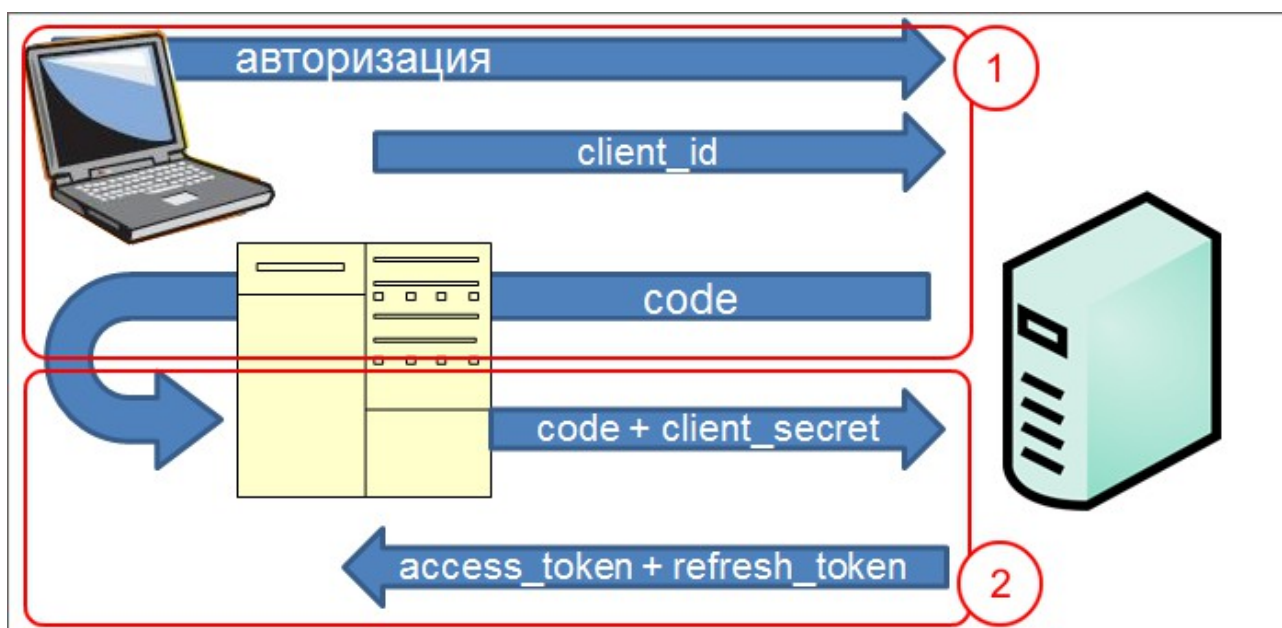 авторизация
1
client_id
code
code + client_secret
access_token + refresh_token
2